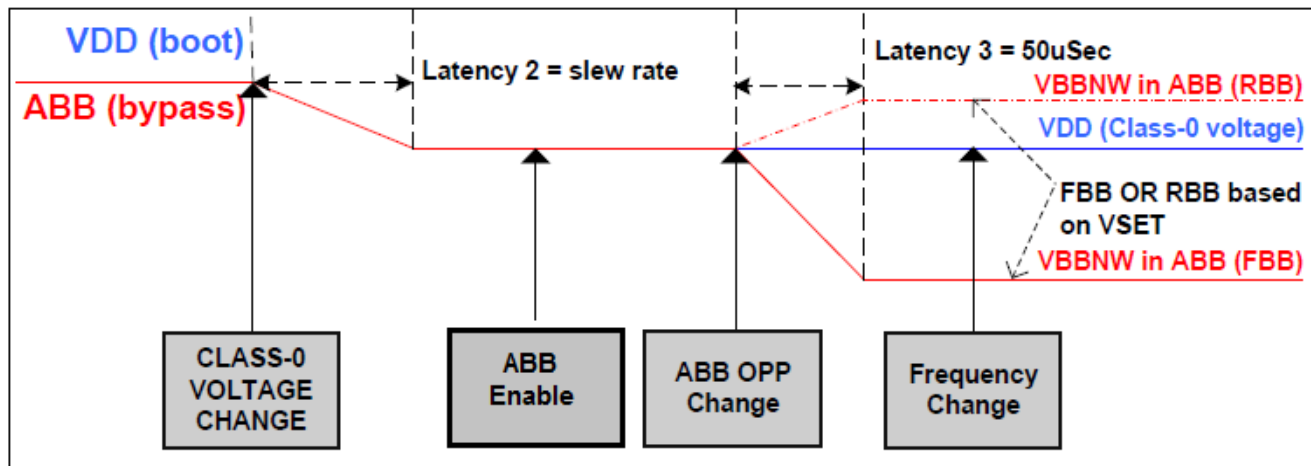 VDD (boot)
ABB (bypass)
Latency 2 = slew rate
Latency 3 = 50uSec
VBBNW in ABB (RBB)
VDD (Class-0 voltage)
FBB OR RBB based
on VSET
VBBNW in ABB (FBB)
CLASS-0
VOLTAGE
CHANGE
ABB
Enable
ABB OPP
Change
Frequency
Change